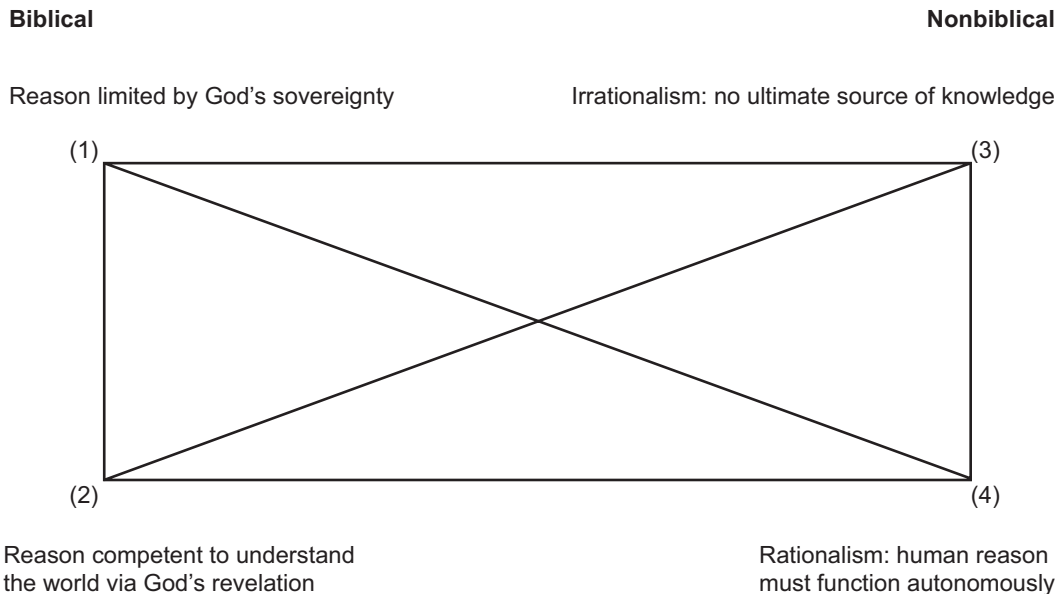 Biblical
Nonbiblical
Reason limited by God’s sovereignty
Irrationalism: no ultimate source of knowledge
(1)
(3)
(2)
(4)
Reason competent to understand
the world via God’s revelation
Rationalism: human reason
must function autonomously